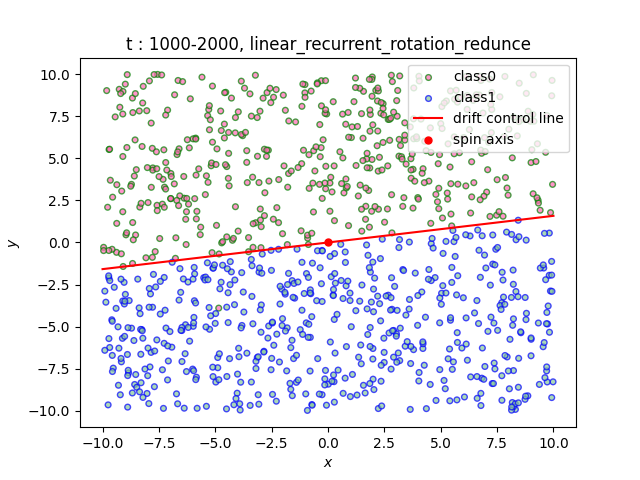 t : 1000-2000, linear_recurrent_rotation_redunce
class0
class1
drift control line
spin axis
10.0
7.5
5.0
2.5
0.0
−2.5
−5.0
−7.5
−10.0
y
−10.0 −7.5 −5.0 −2.5 0.0 2.5 5.0 7.5 10.0
x